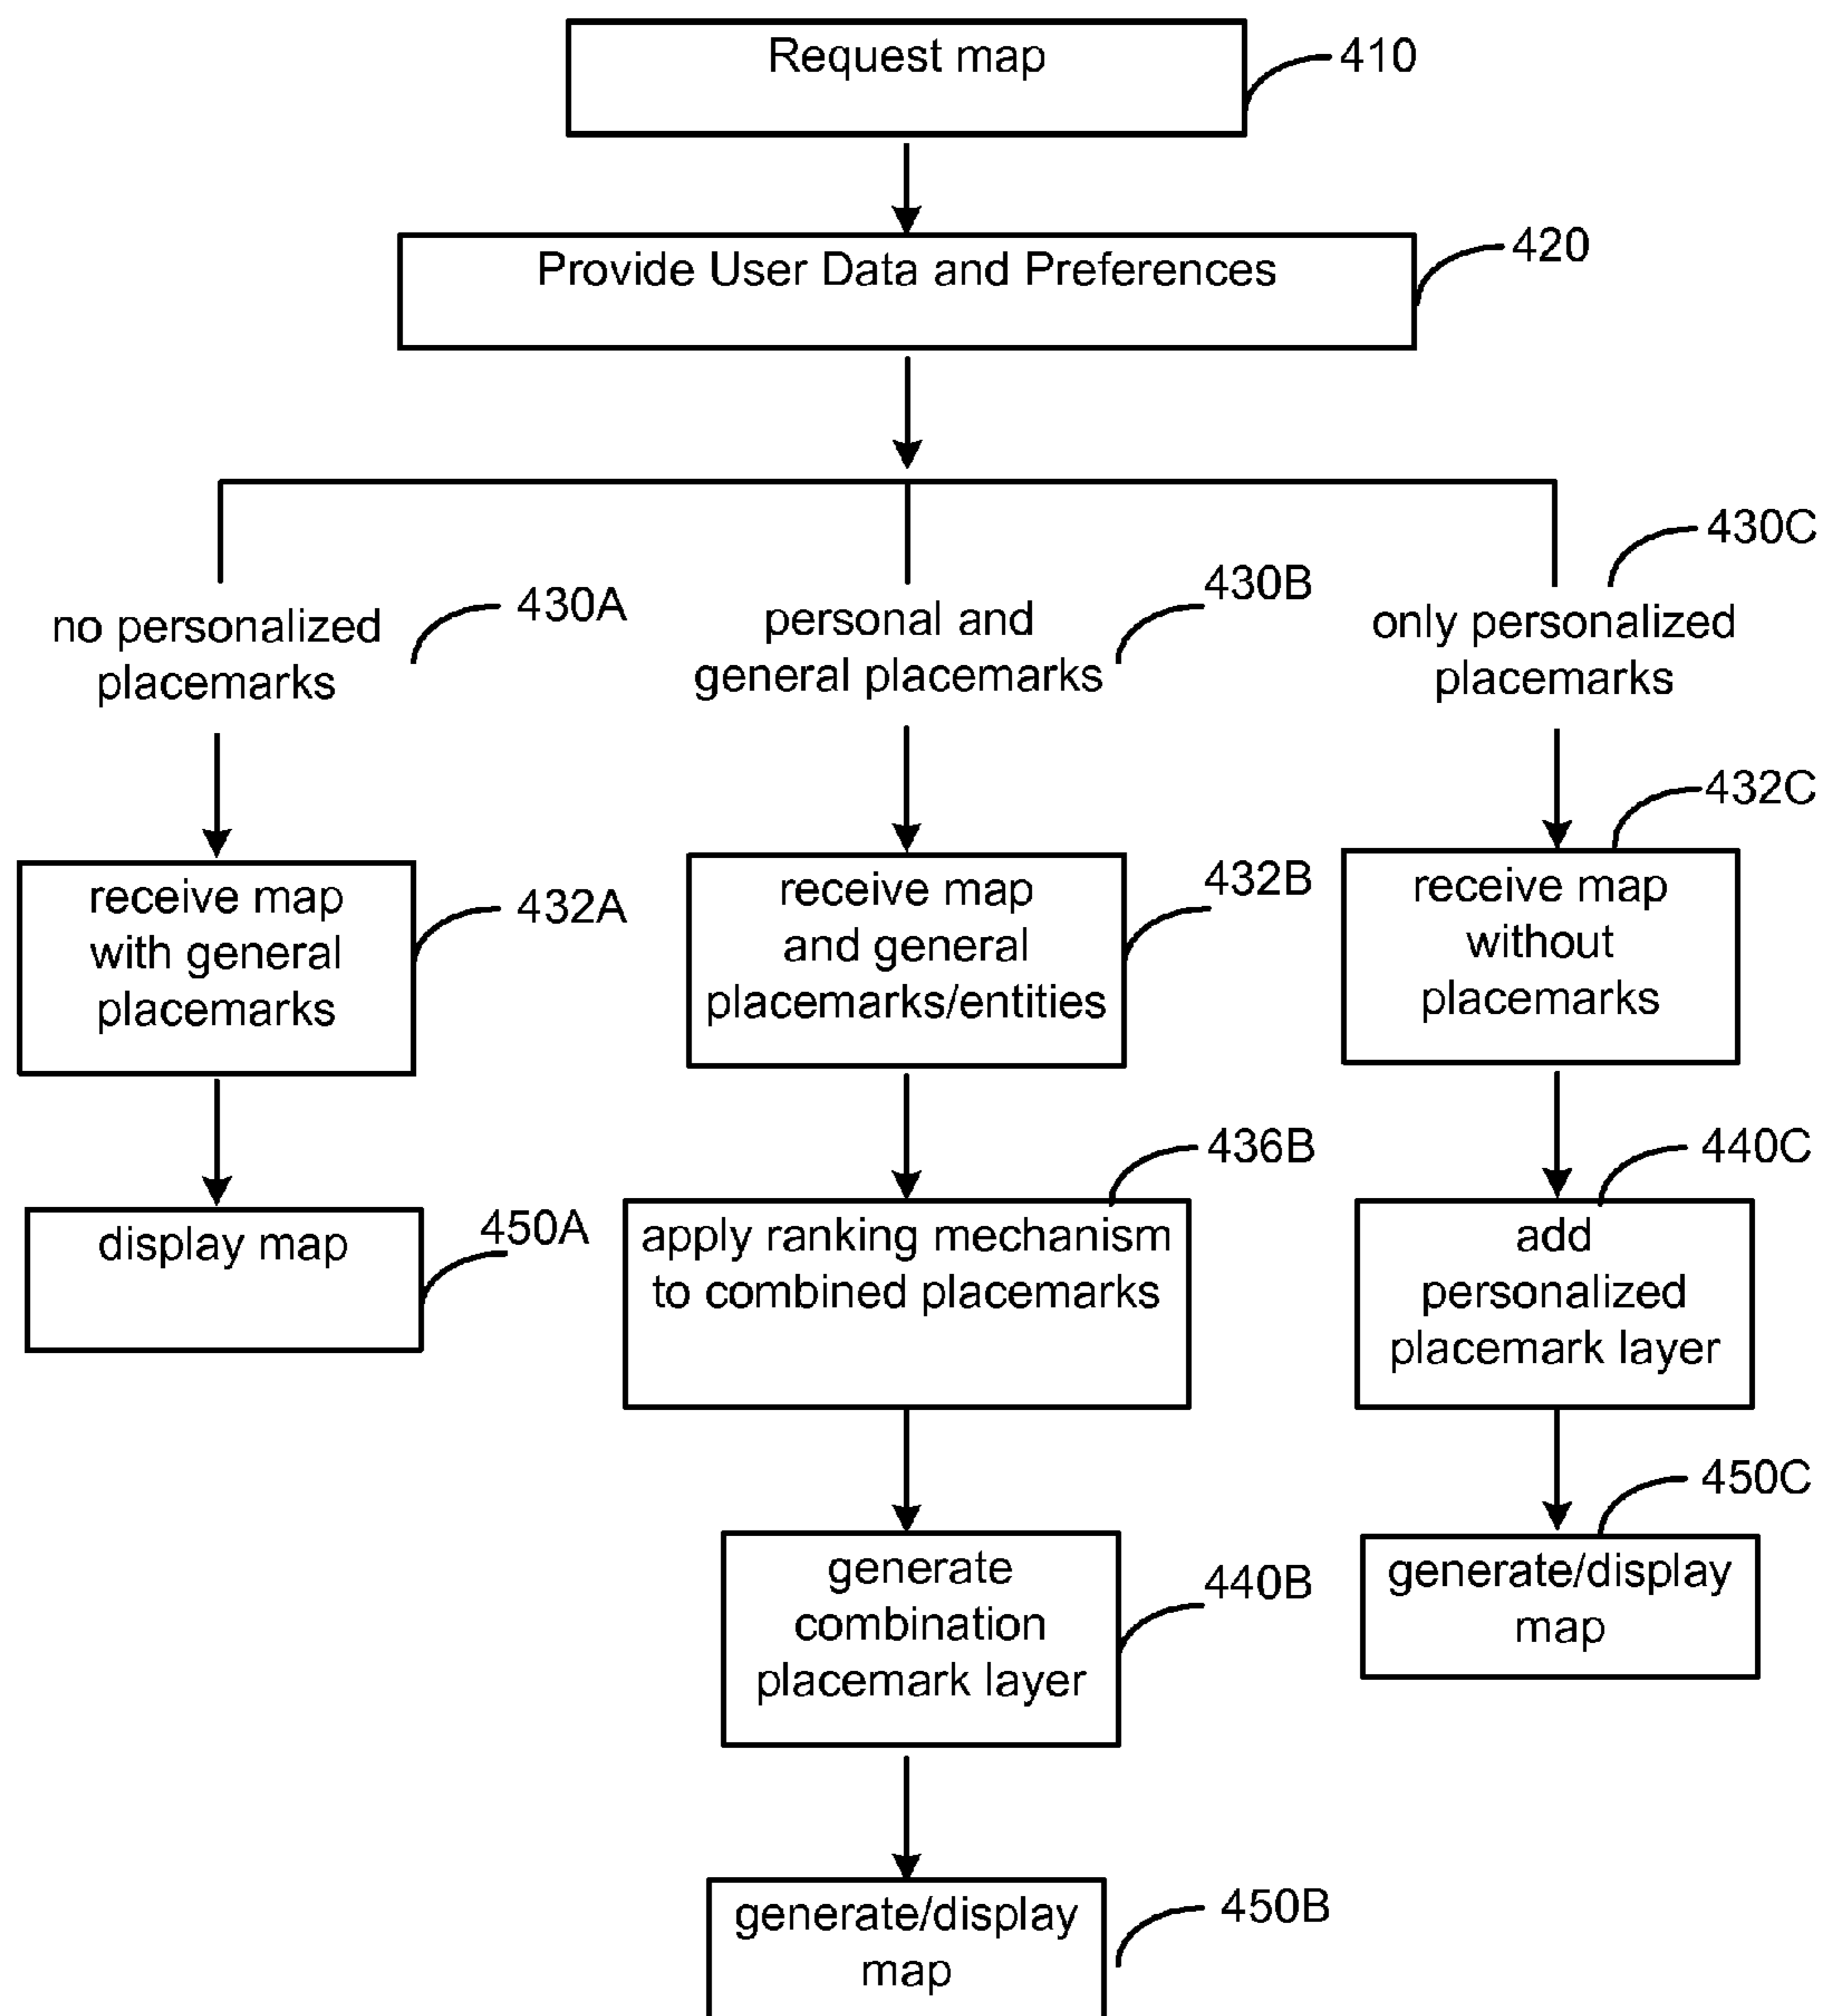 Request map
410
Provide User Data and Preferences
420
no personalized
placemarks
430A
personal and
general placemarks
430B
only personalized
placemarks
430C
receive map
with general
placemarks
432A
receive map
and general
placemarks/entities
432B
receive map
without
placemarks
432C
display map
450A
apply ranking mechanism
to combined placemarks
436B
add
personalized
placemark layer
440C
generate
combination
placemark layer
440B
generate/display
map
450C
generate/display
map
450B